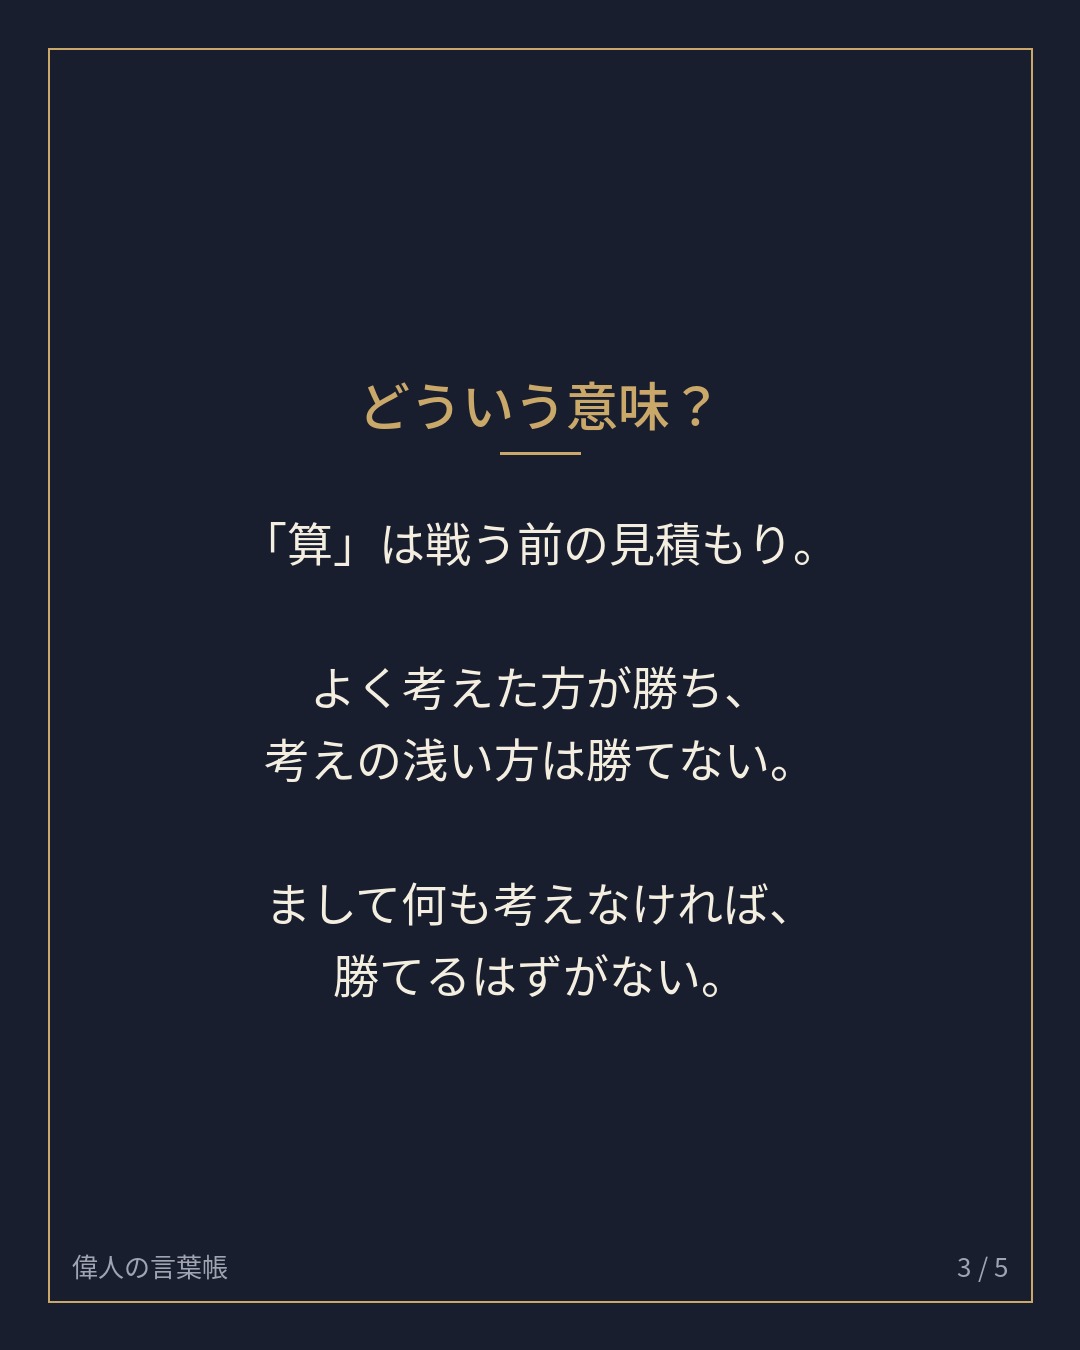 どういう意味？
「算」は戦う前の見積もり。
よく考えた方が勝ち、
考えの浅い方は勝てない。
まして何も考えなければ、
勝てるはずがない。
偉人の言葉帳
3 / 5